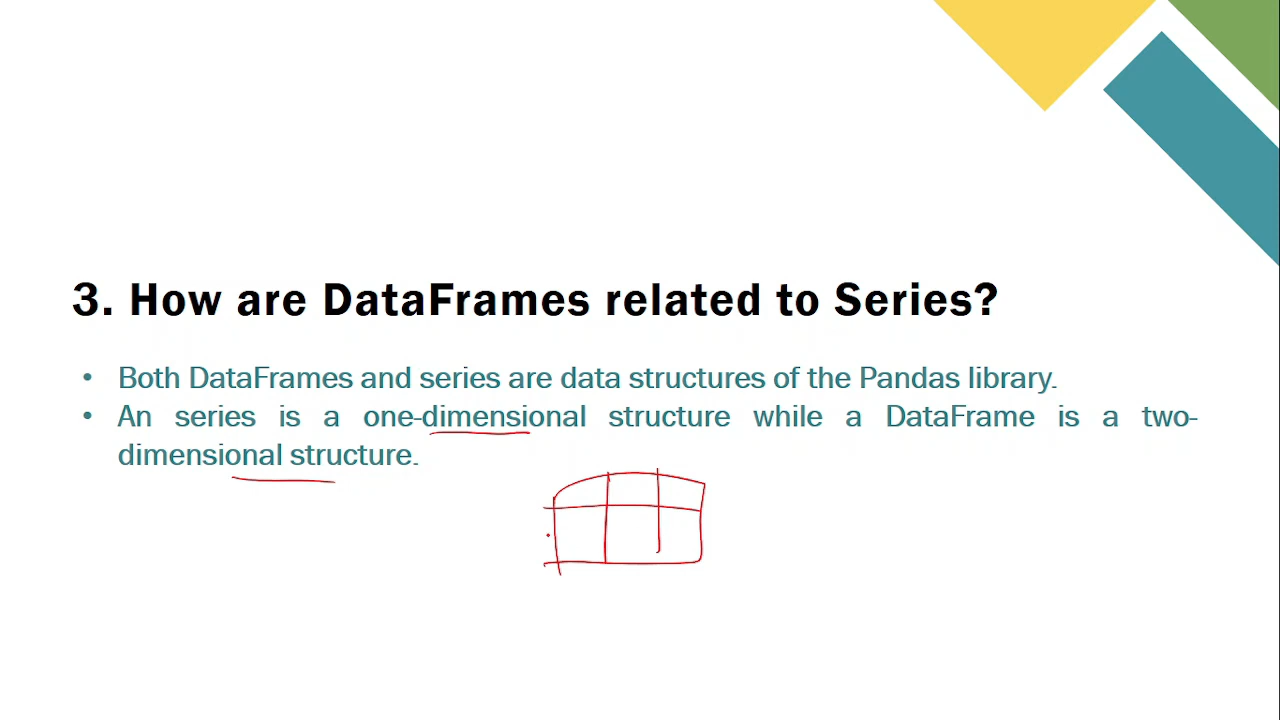 3. How are DataFrames related to Series?
• Both DataFrames and series are data structures of the Pandas library.
• An series is a one-dimensional structure while a DataFrame is a two-
dimensional structure.